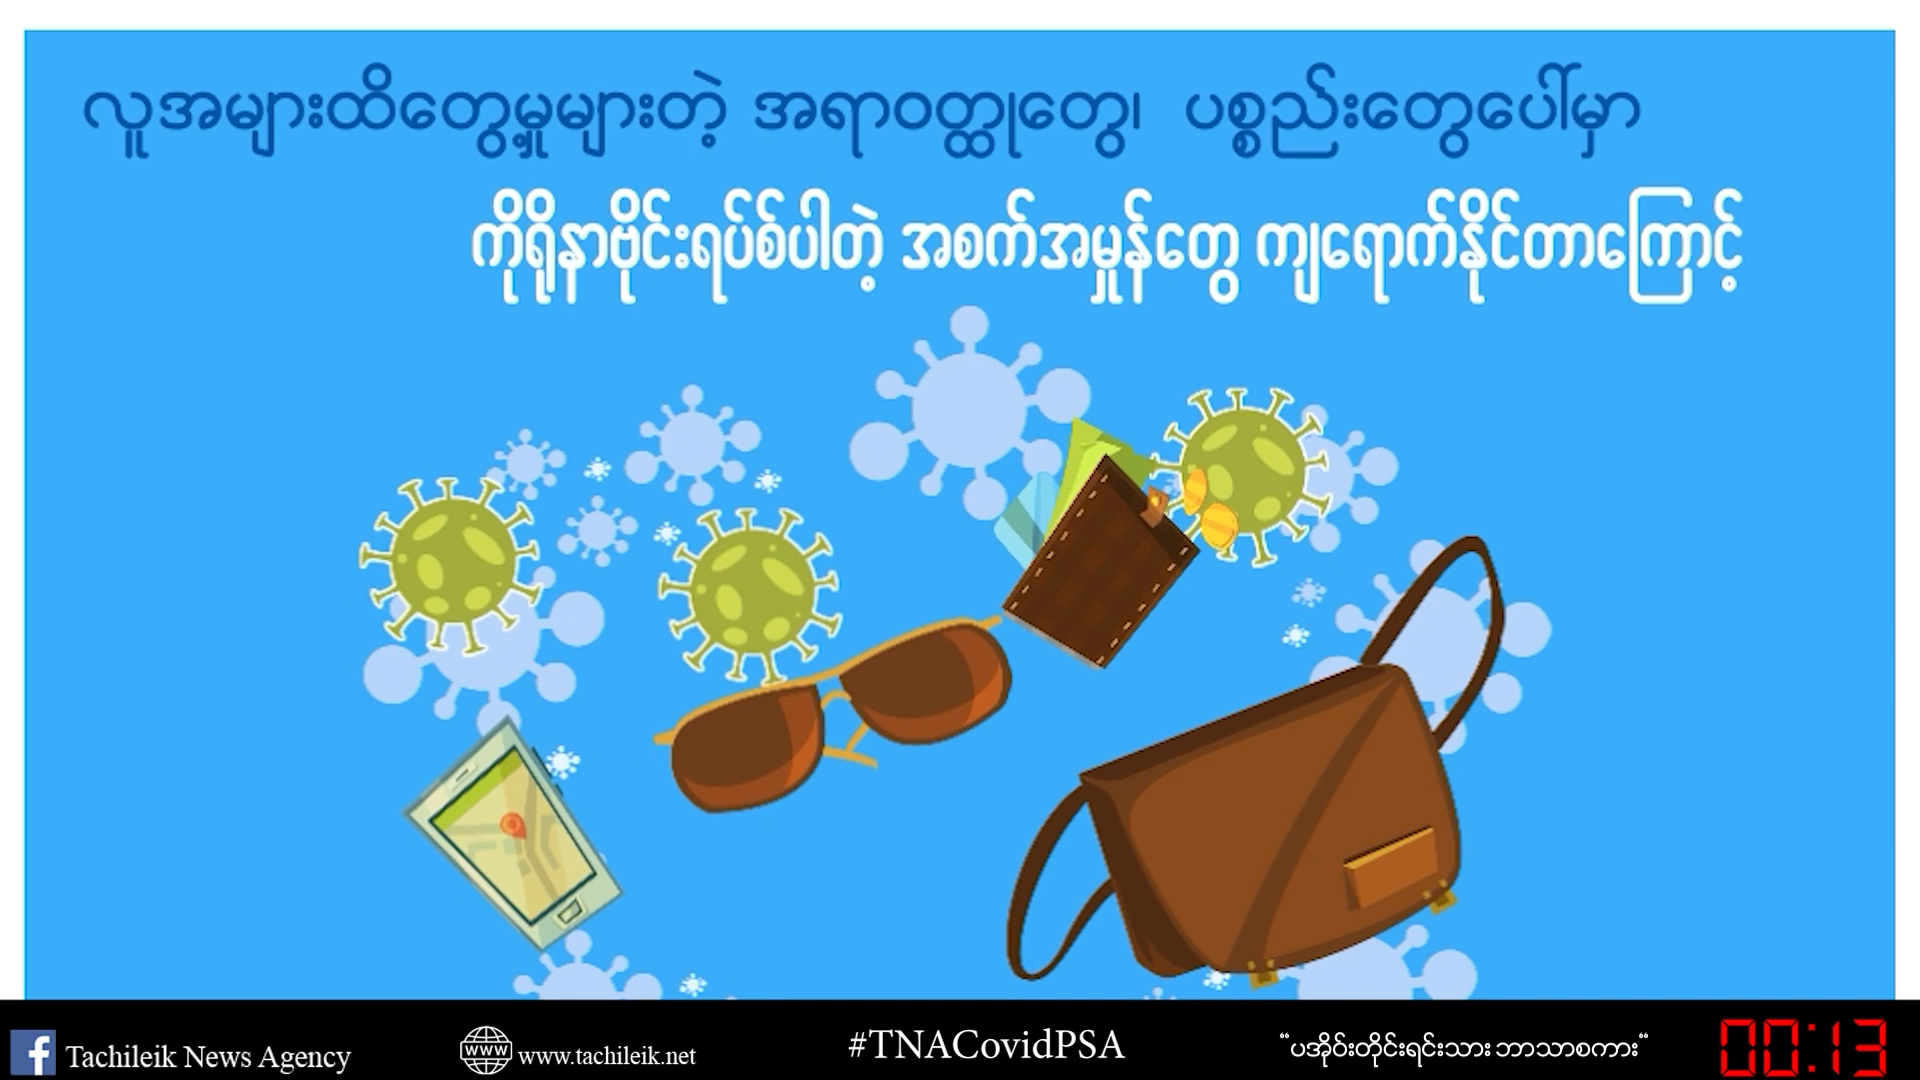 လူအများထိတွေ့မှုများတဲ့ အရာဝတ္ထုတွေ၊ ပစ္စည်းတွေပေါ်မှာ
ကိုရိုနာဗိုင်းရပ်စ်ပါတဲ့ အစက်အမှုန်တွေ ကျရောက်နိုင်တာကြောင့်
Tachileik News Agency
www.tachileik.net
#TNACovidPSA
“ပအိုဝ်းတိုင်းရင်းသား ဘာသာစကား“
00:13